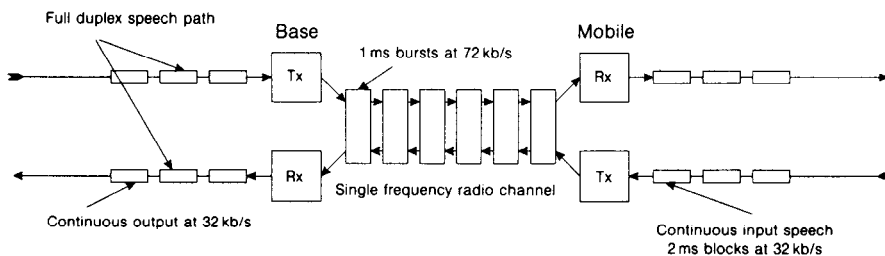 Full duplex speech path
Base
Mobile
1 ms bursts at 72 kb/s
Tx
Rx
Rx
Tx
Single frequency radio channel
Continuous output at 32 kb/s
Continuous input speech
2 ms blocks at 32 kb/s